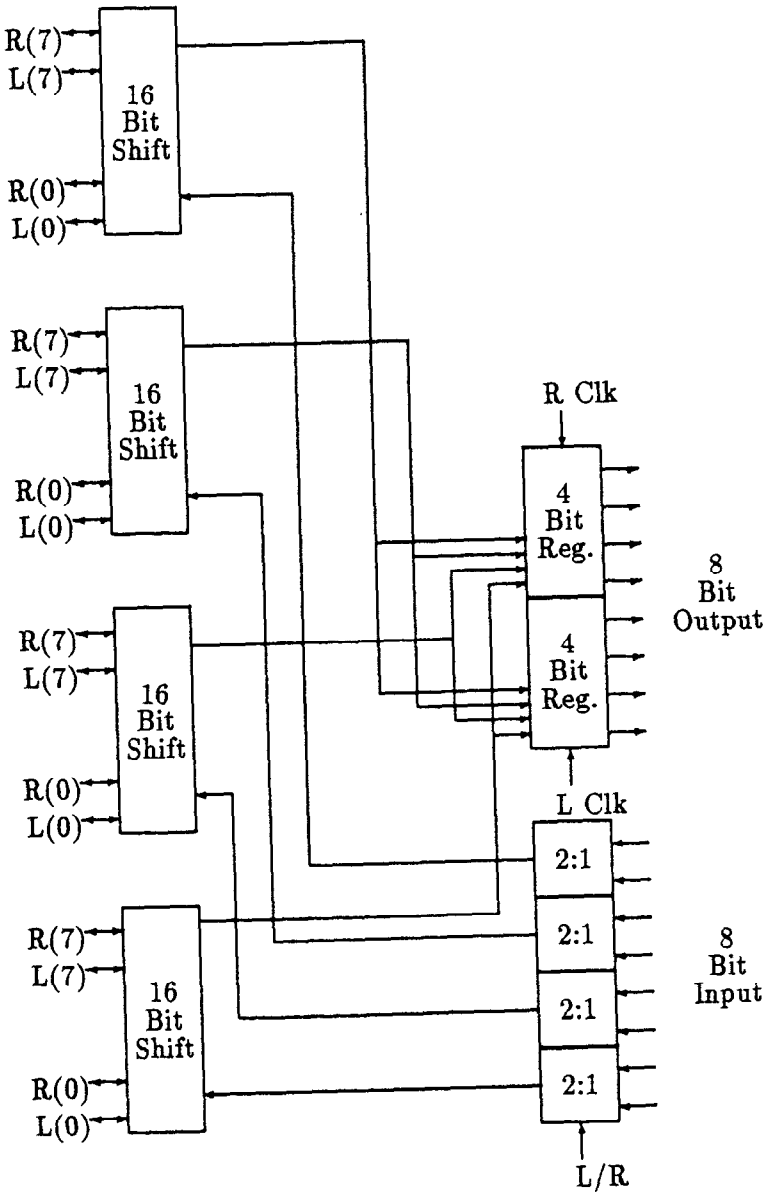 R(7)
L(7)
16
Bit
Shift
R(0)
L(0)
R(7)
L(7)
16
Bit
Shift
R(0)
L(0)
R(7)
L(7)
16
Bit
Shift
R(0)
L(0)
R(7)
L(7)
16
Bit
Shift
R(0)
L(0)
R Clk
4
Bit
Reg.
4
Bit
Reg.
L Clk
8
Bit
Output
2:1
2:1
2:1
2:1
L/R
8
Bit
Input